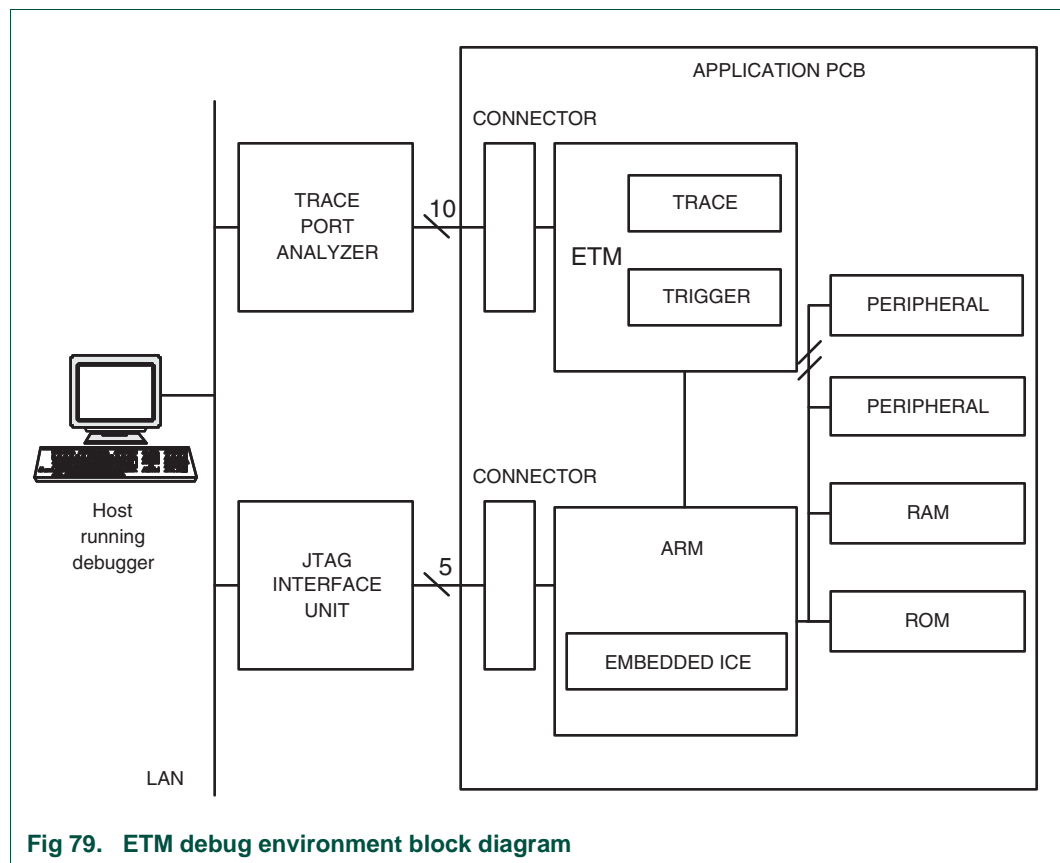 APPLICATION PCB
CONNECTOR
TRACE
PORT
ANALYZER
10
ETM
TRACE
TRIGGER
PERIPHERAL
PERIPHERAL
RAM
ROM
Host
running
debugger
CONNECTOR
JTAG
INTERFACE
UNIT
5
ARM
EMBEDDED ICE
LAN
Fig 79. ETM debug environment block diagram